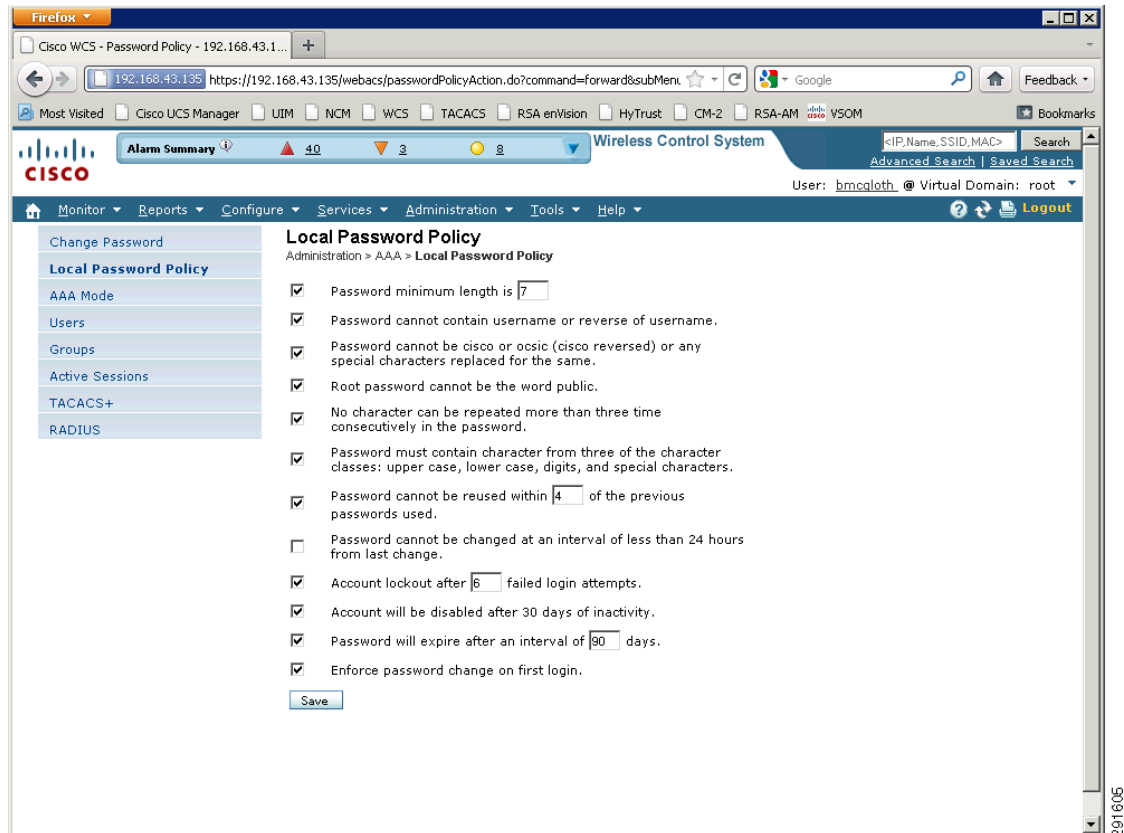 Firefox
Cisco WCS - Password Policy - 192.168.43.1...
192.168.43.135 https://192.168.43.135/webacs/passwordPolicyAction.do?command=forward&subMenu
Google
Feedback
Most Visited Cisco UCS Manager UIM NCM WCS TACACS RSA enVision HyTrust CM-2 RSA-AM VSOM Bookmarks
CISCO
Alarm Summary 40 3 8
Wireless Control System
<IP,Name,SSID,MAC> Search
Advanced Search | Saved Search
User: bmcgloth @ Virtual Domain: root
Monitor Reports Configure Services Administration Tools Help Logout
Change Password
Local Password Policy
AAA Mode
Users
Groups
Active Sessions
TACACS+
RADIUS
Local Password Policy
Administration > AAA > Local Password Policy
Password minimum length is 7
Password cannot contain username or reverse of username.
Password cannot be cisco or ocsic (cisco reversed) or any
special characters replaced for the same.
Root password cannot be the word public.
No character can be repeated more than three time
consecutively in the password.
Password must contain character from three of the character
classes: upper case, lower case, digits, and special characters.
Password cannot be reused within 4 of the previous
passwords used.
Password cannot be changed at an interval of less than 24 hours
from last change.
Account lockout after 6 failed login attempts.
Account will be disabled after 30 days of inactivity.
Password will expire after an interval of 90 days.
Enforce password change on first login.
Save
291605